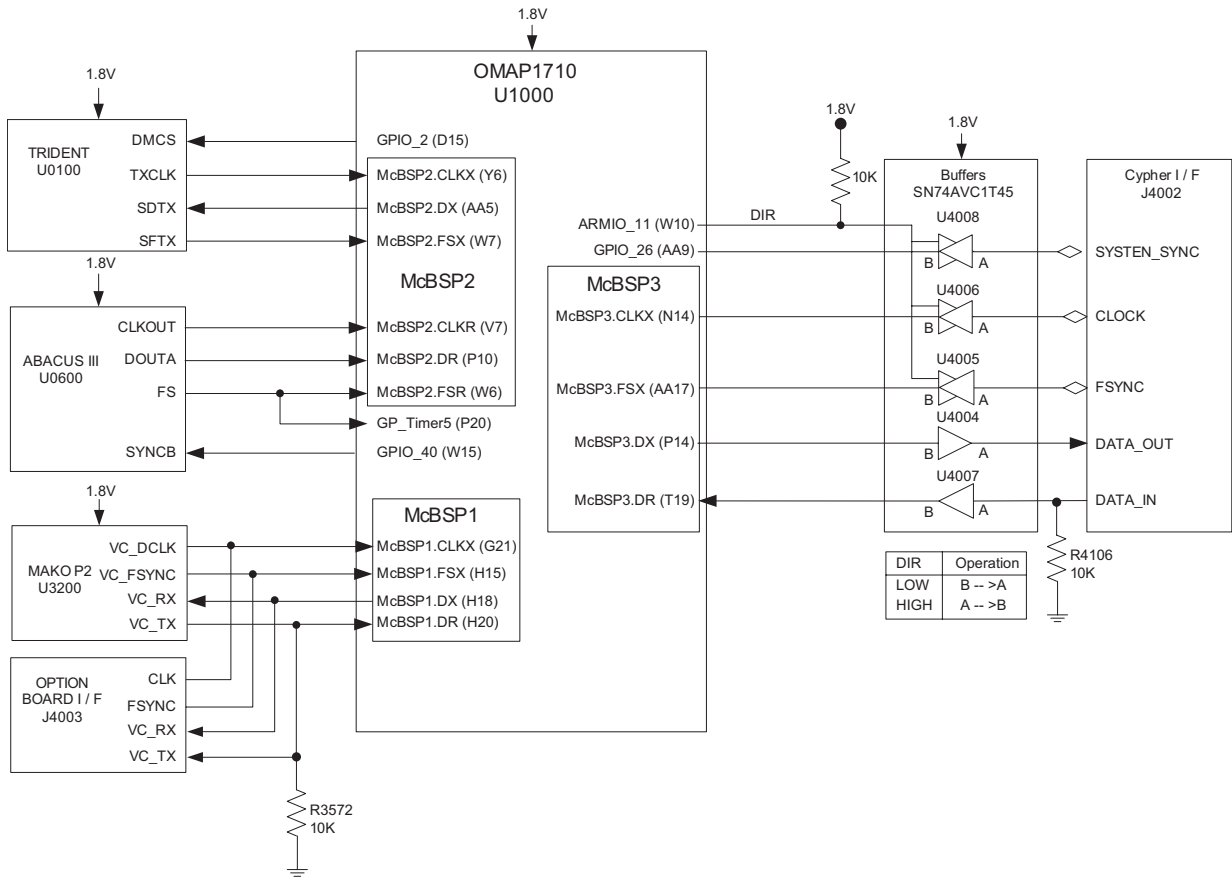 1.8V
OMAP1710
U1000
1.8V
TRIDENT
U0100
DMCS
TXCLK
SDTX
SFTX
GPIO_2 (D15)
McBSP2.CLKX (Y6)
McBSP2.DX (AA5)
McBSP2.FSX (W7)
McBSP2
McBSP2.CLKR (V7)
McBSP2.DR (P10)
McBSP2.FSR (W6)
GP_Timer5 (P20)
GPIO_40 (W15)
1.8V
ABACUS III
U0600
CLKOUT
DOUTA
FS
SYNCB
1.8V
MAKO P2
U3200
VC_DCLK
VC_FSYNC
VC_RX
VC_TX
McBSP1
McBSP1.CLKX (G21)
McBSP1.FSX (H15)
McBSP1.DX (H18)
McBSP1.DR (H20)
OPTION
BOARD I / F
J4003
CLK
FSYNC
VC_RX
VC_TX
R3572
10K
ARMIO_11 (W10)
DIR
GPIO_26 (AA9)
McBSP3
McBSP3.CLKX (N14)
McBSP3.FSX (AA17)
McBSP3.DX (P14)
McBSP3.DR (T19)
1.8V
10K
1.8V
Buffers
SN74AVC1T45
U4008
B A
U4006
B A
U4005
B A
U4004
B A
U4007
B A
Cypher I / F
J4002
SYSTEN_SYNC
CLOCK
FSYNC
DATA_OUT
DATA_IN
R4106
10K
DIR Operation
LOW B -- >A
HIGH A -- >B